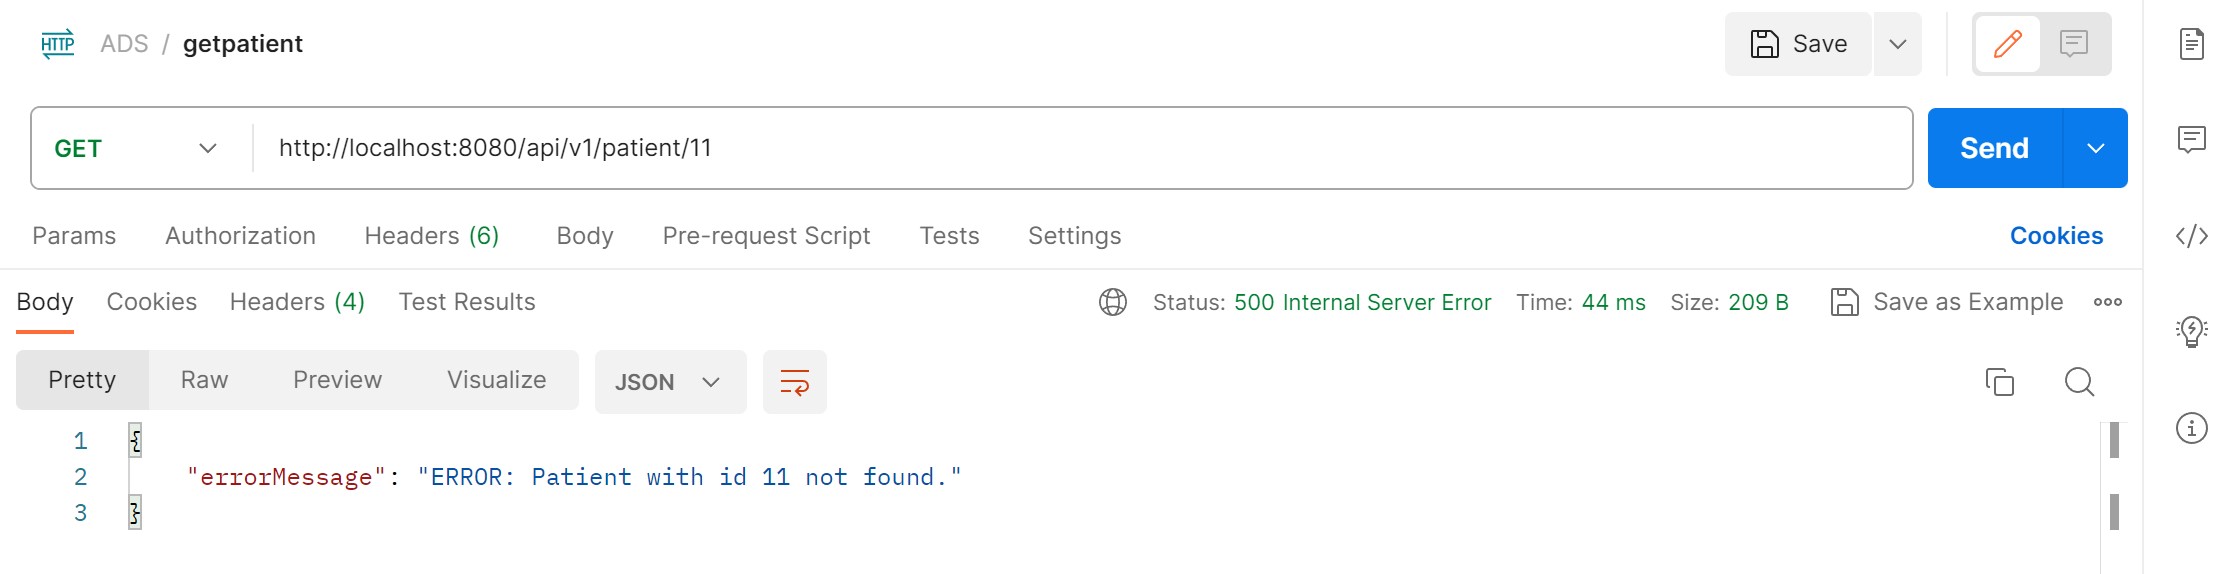 HTTP ADS / getpatient
Save
GET http://localhost:8080/api/v1/patient/11
Send
Params Authorization Headers (6) Body Pre-request Script Tests Settings Cookies
Body Cookies Headers (4) Test Results Status: 500 Internal Server Error Time: 44 ms Size: 209 B Save as Example
Pretty Raw Preview Visualize JSON
1 {
2 "errorMessage": "ERROR: Patient with id 11 not found."
3 }